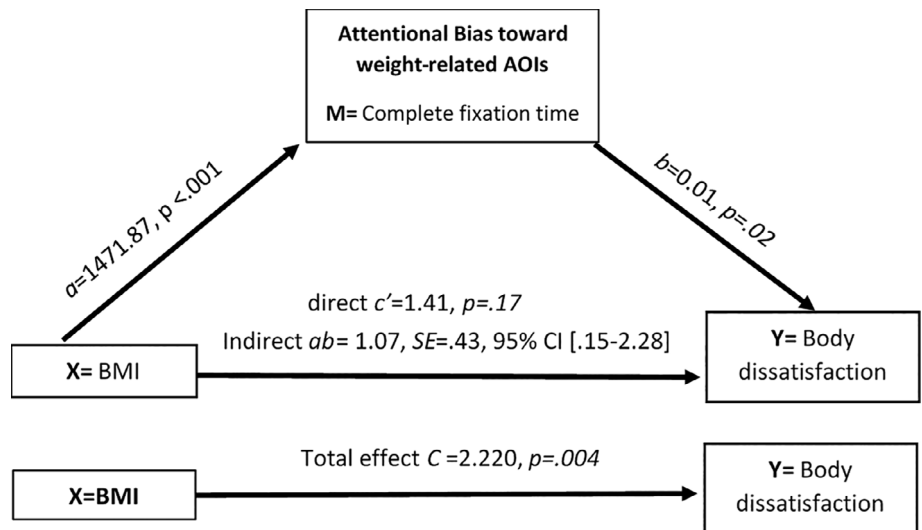 Attentional Bias toward
weight-related AOIs
M= Complete fixation time
a=1471.87, p <.001
b=0.01, p=.02
direct c’=1.41, p=.17
Indirect ab= 1.07, SE=.43, 95% CI [.15-2.28]
X= BMI
Y= Body
dissatisfaction
Total effect C =2.220, p=.004
X=BMI
Y= Body
dissatisfaction